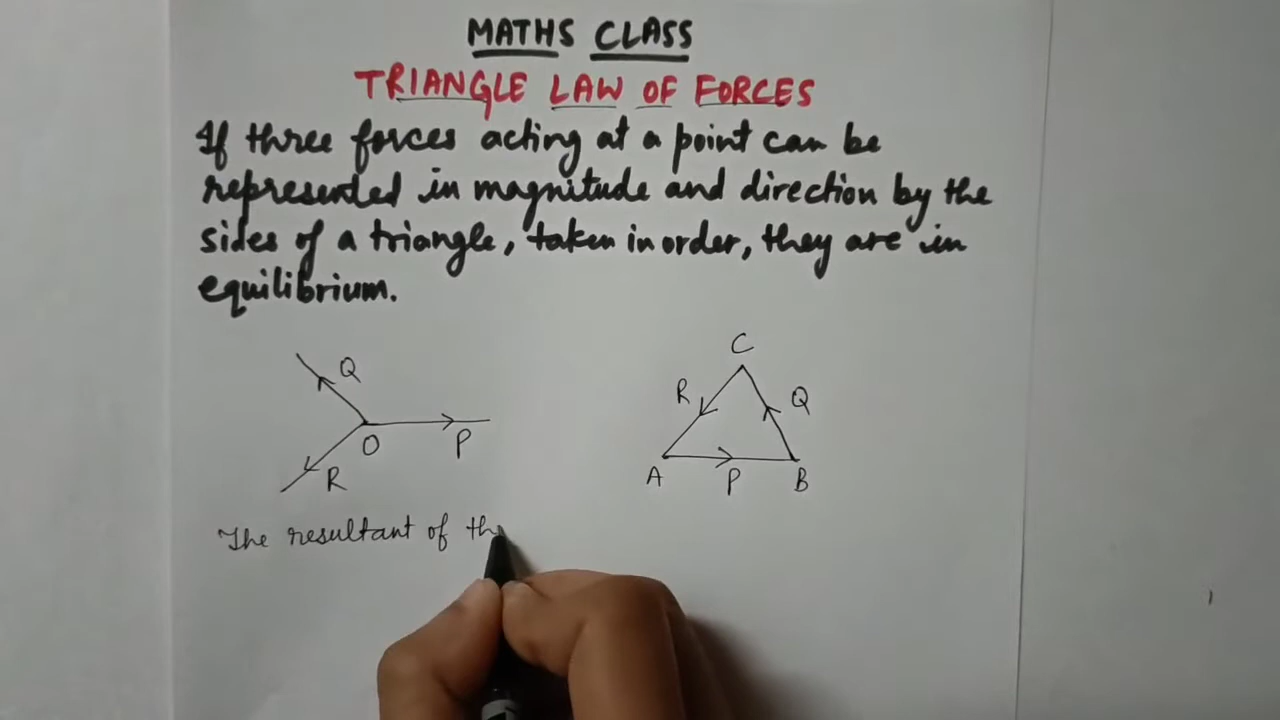 MATHS CLASS
TRIANGLE LAW OF FORCES
If three forces acting at a point can be
represented in magnitude and direction by the
sides of a triangle, taken in order, they are in
equilibrium.
Q
O
P
R
C
R
Q
A
P
B
The resultant of th